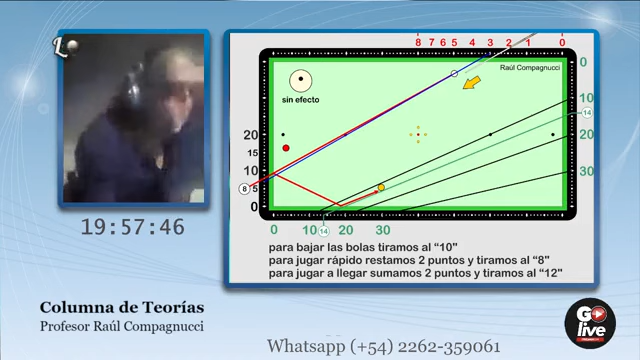 8 7 6 5 4 3 2 1 0
Raúl Compagnucci
sin efecto
0
10
14
20
30
20
15
10
5
0
8
0 10 14 20 30
19:57:46
para bajar las bolas tiramos al “10"
para jugar rápido restamos 2 puntos y tiramos al “8"
para jugar a llegar sumamos 2 puntos y tiramos al “12"
Columna de Teorías
Profesor Raúl Compagnucci
GO
live
Whatsapp (+54) 2262-359061